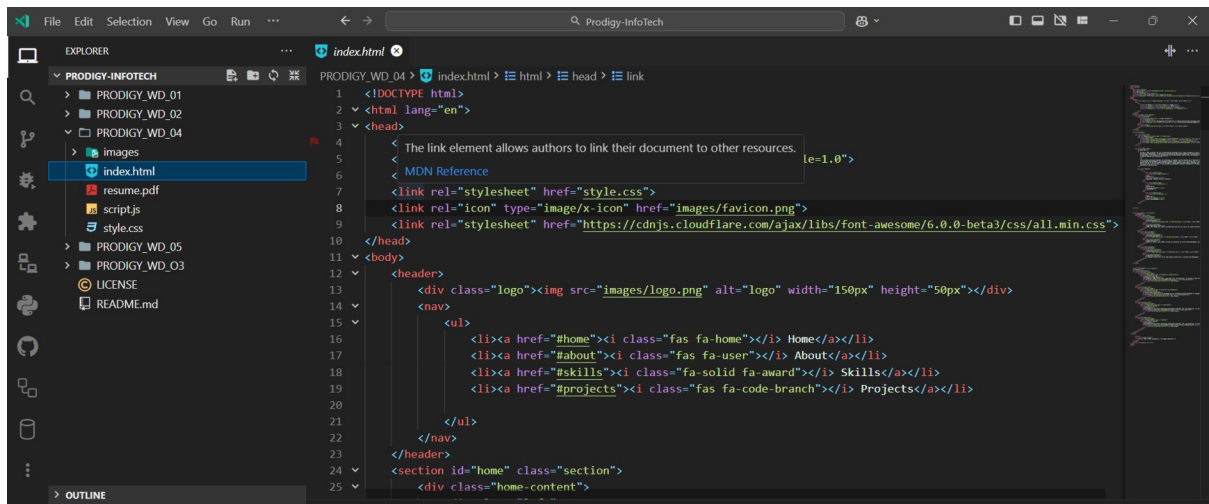 File Edit Selection View Go Run ···
Prodigy-InfoTech
EXPLORER
PRODIGY-INFOTECH
PRODIGY_WD_01
PRODIGY_WD_02
PRODIGY_WD_04
images
index.html
resume.pdf
JS script.js
style.css
PRODIGY_WD_05
PRODIGY_WD_O3
LICENSE
README.md
OUTLINE
index.html
PRODIGY_WD_04 > index.html > html > head > link
1 <!DOCTYPE html>
2 <html lang="en">
3 <head>
4 <
The link element allows authors to link their document to other resources.
5 < le=1.0">
MDN Reference
6 <
7 <link rel="stylesheet" href="style.css">
8 <link rel="icon" type="image/x-icon" href="images/favicon.png">
9 <link rel="stylesheet" href="https://cdnjs.cloudflare.com/ajax/libs/font-awesome/6.0.0-beta3/css/all.min.css">
10 </head>
11 <body>
12 <header>
13 <div class="logo"><img src="images/logo.png" alt="logo" width="150px" height="50px"></div>
14 <nav>
15 <ul>
16 <li><a href="#home"><i class="fas fa-home"></i> Home</a></li>
17 <li><a href="#about"><i class="fas fa-user"></i> About</a></li>
18 <li><a href="#skills"><i class="fa-solid fa-award"></i> Skills</a></li>
19 <li><a href="#projects"><i class="fas fa-code-branch"></i> Projects</a></li>
20
21 </ul>
22 </nav>
23 </header>
24 <section id="home" class="section">
25 <div class="home-content">